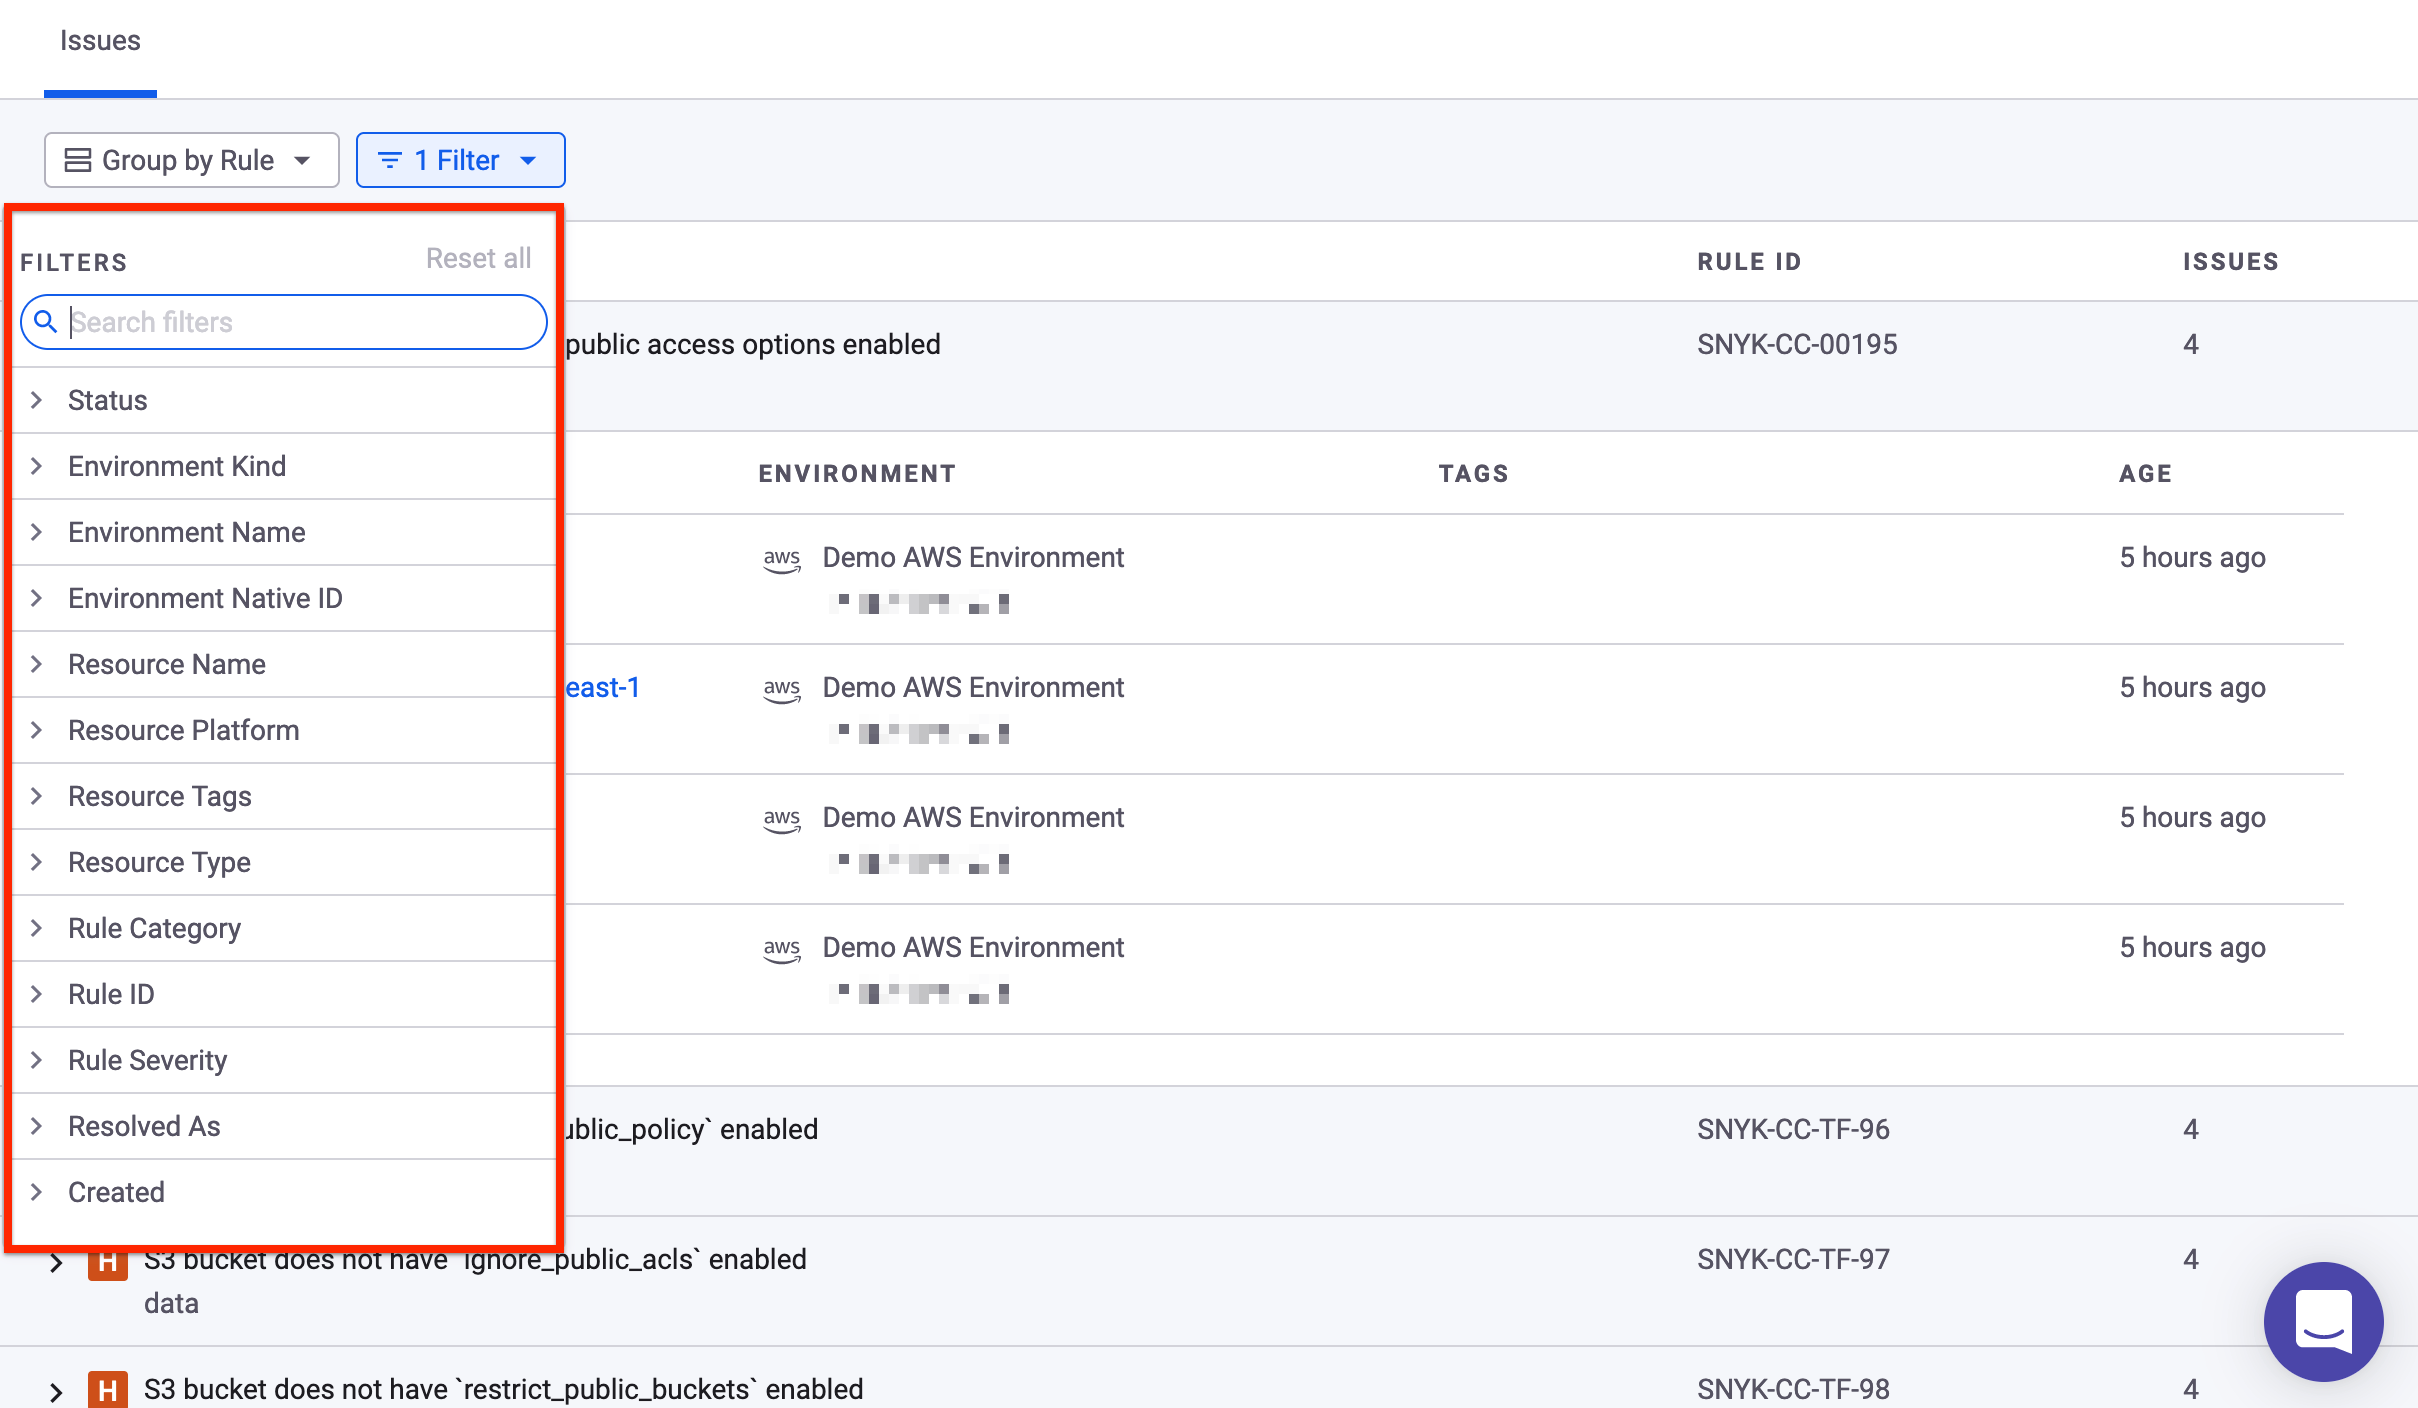 Issues
Group by Rule
1 Filter
FILTERS
Reset all
Search filters
Status
Environment Kind
Environment Name
Environment Native ID
Resource Name
Resource Platform
Resource Tags
Resource Type
Rule Category
Rule ID
Rule Severity
Resolved As
Created
RULE ID ISSUES
public access options enabled SNYK-CC-00195 4
ENVIRONMENT TAGS AGE
aws Demo AWS Environment 5 hours ago
east-1 aws Demo AWS Environment 5 hours ago
aws Demo AWS Environment 5 hours ago
aws Demo AWS Environment 5 hours ago
ublic_policy` enabled SNYK-CC-TF-96 4
H S3 bucket does not have `ignore_public_acls` enabled SNYK-CC-TF-97 4
data
H S3 bucket does not have `restrict_public_buckets` enabled SNYK-CC-TF-98 4